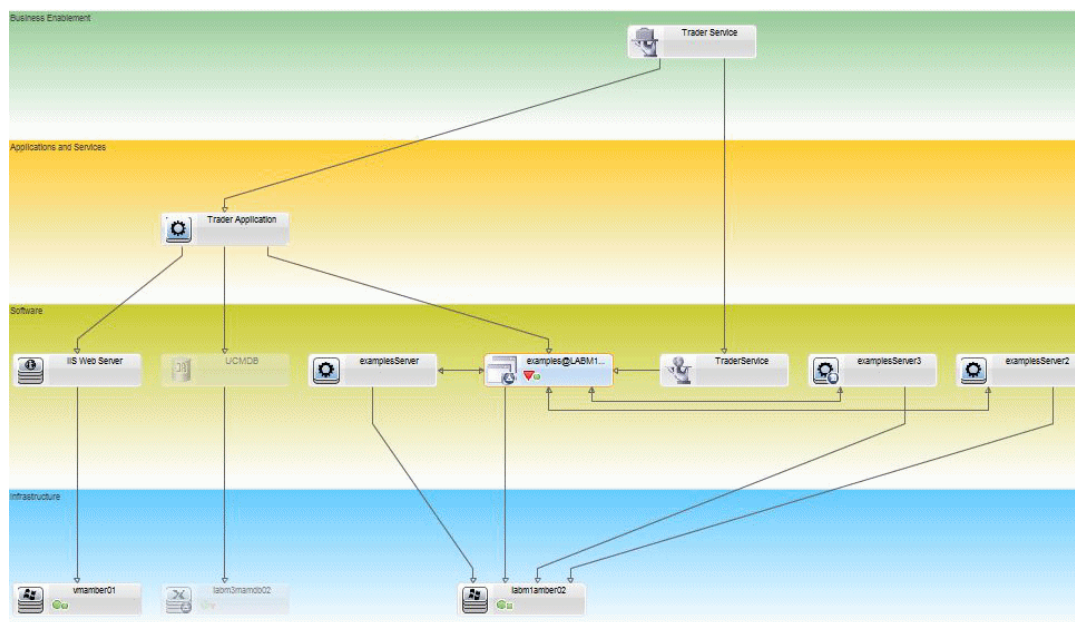 Business Enablement
Trader Service
Applications and Services
Trader Application
Software
IIS Web Server
UCMDB
examplesServer
examples@LABM1...
TraderService
examplesServer3
examplesServer2
Infrastructure
vmamber01
labm3mamdb02
labm1amber02